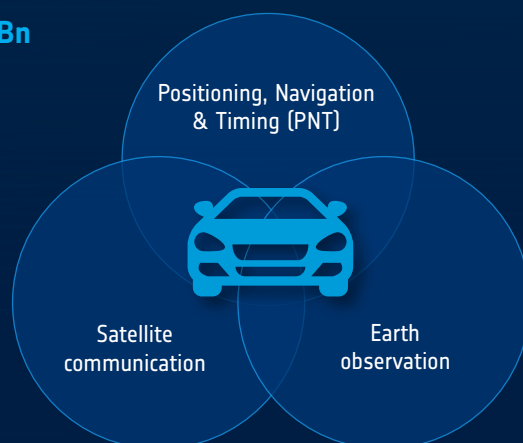 Bn
Positioning, Navigation
& Timing (PNT)
Satellite
communication
Earth
observation